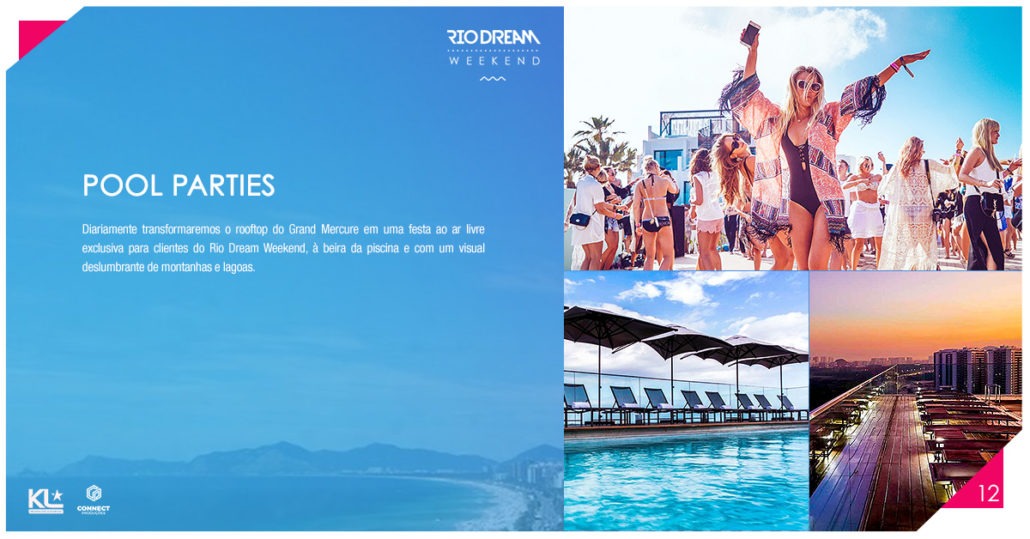 RIO DREAM
WEEKEND
POOL PARTIES
Diariamente transformaremos o rooftop do Grand Mercure em uma festa ao ar livre
exclusiva para clientes do Rio Dream Weekend, à beira da piscina e com um visual
deslumbrante de montanhas e lagoas.
KL
CONNECT
PRODUÇÕES
12